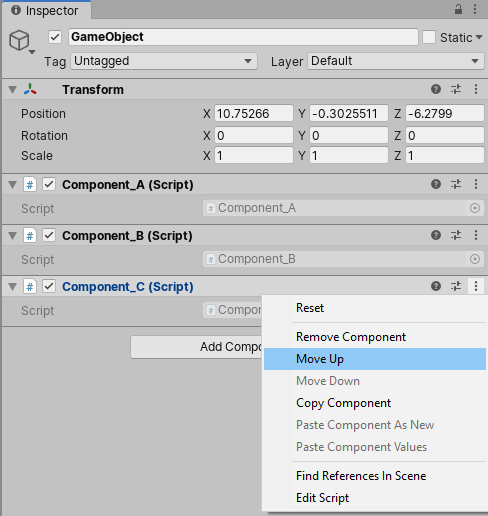 Inspector
GameObject Static
Tag Untagged Layer Default
Transform
Position X 10.75266 Y -0.3025511 Z -6.2799
Rotation X 0 Y 0 Z 0
Scale X 1 Y 1 Z 1
# Component_A (Script)
Script # Component_A
# Component_B (Script)
Script # Component_B
# Component_C (Script)
Script
Reset
Remove Component
Move Up
Move Down
Copy Component
Paste Component As New
Paste Component Values
Find References In Scene
Edit Script
Add